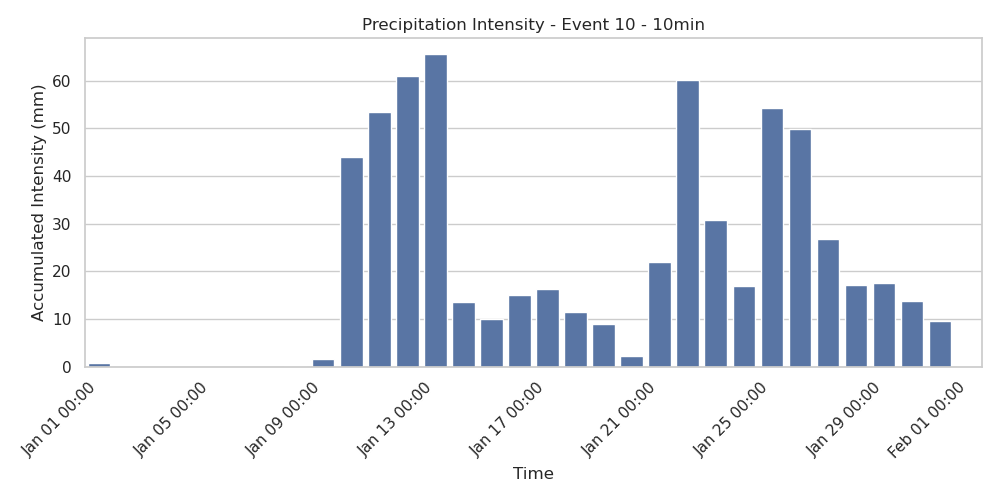 Precipitation Intensity - Event 10 - 10min
Accumulated Intensity (mm)
60
50
40
30
20
10
0
Jan 01 00:00
Jan 05 00:00
Jan 09 00:00
Jan 13 00:00
Jan 17 00:00
Jan 21 00:00
Jan 25 00:00
Jan 29 00:00
Feb 01 00:00
Time